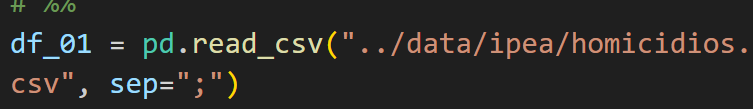 # %%
df_01 = pd.read_csv("../data/ipea/homicidios.
csv", sep=";")